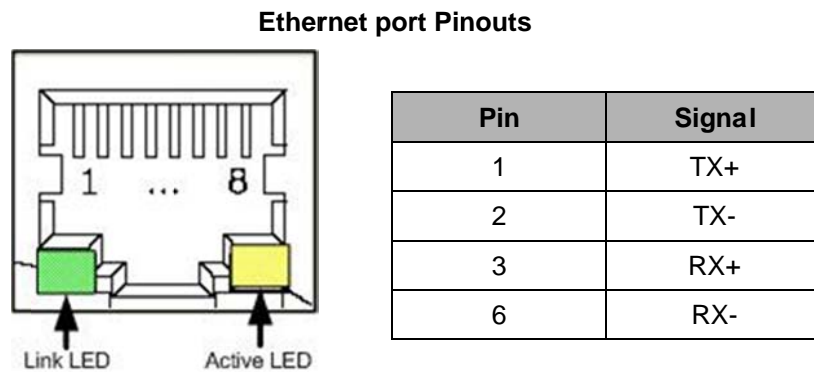 Ethernet port Pinouts
1 ... 8
Link LED Active LED
Pin Signal
1 TX+
2 TX-
3 RX+
6 RX-